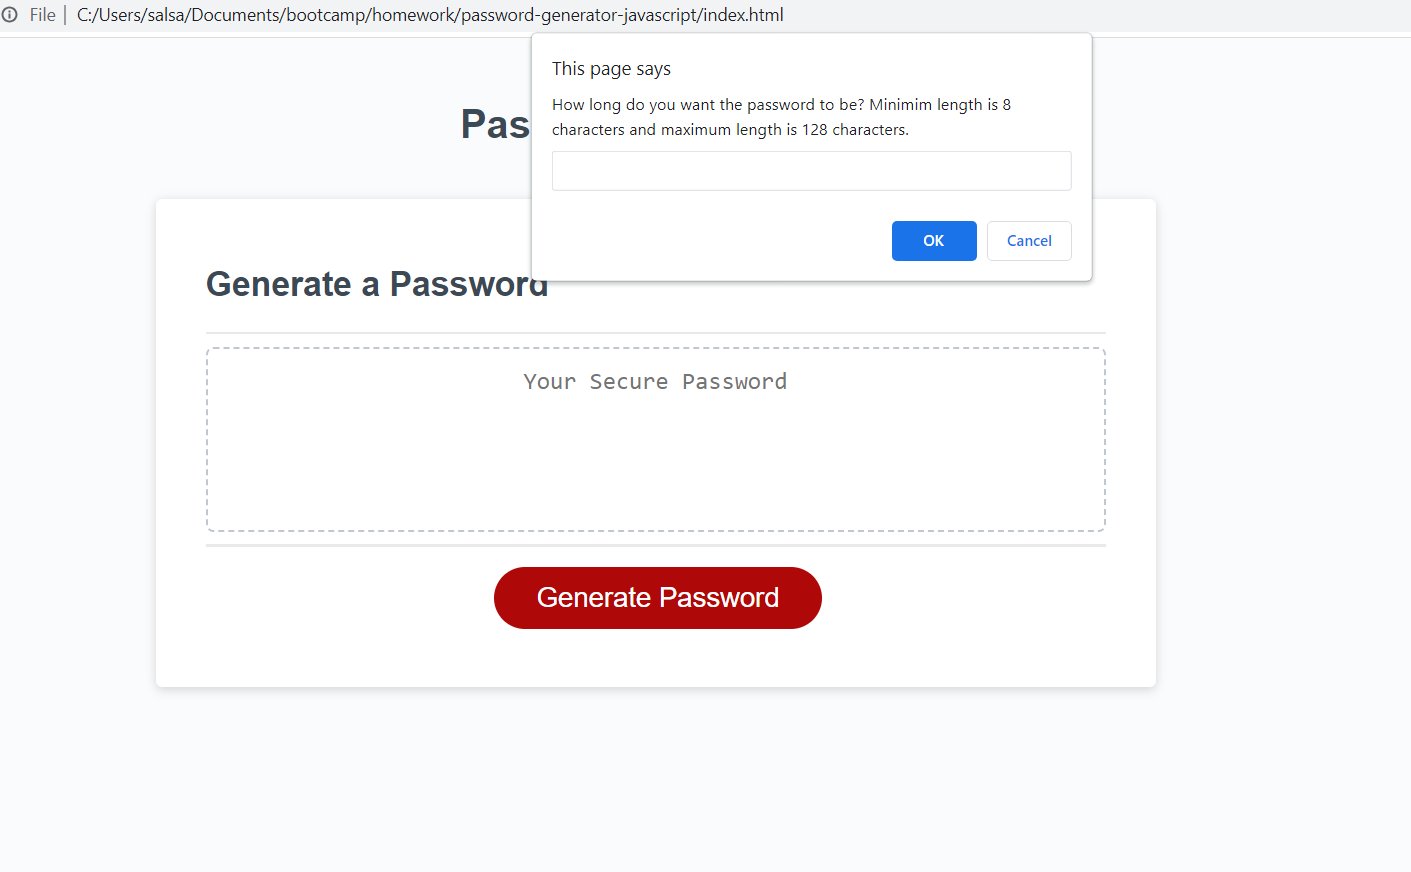 File | C:/Users/salsa/Documents/bootcamp/homework/password-generator-javascript/index.html
This page says
How long do you want the password to be? Minimim length is 8
characters and maximum length is 128 characters.
OK
Cancel
Pas
Generate a Password
Your Secure Password
Generate Password